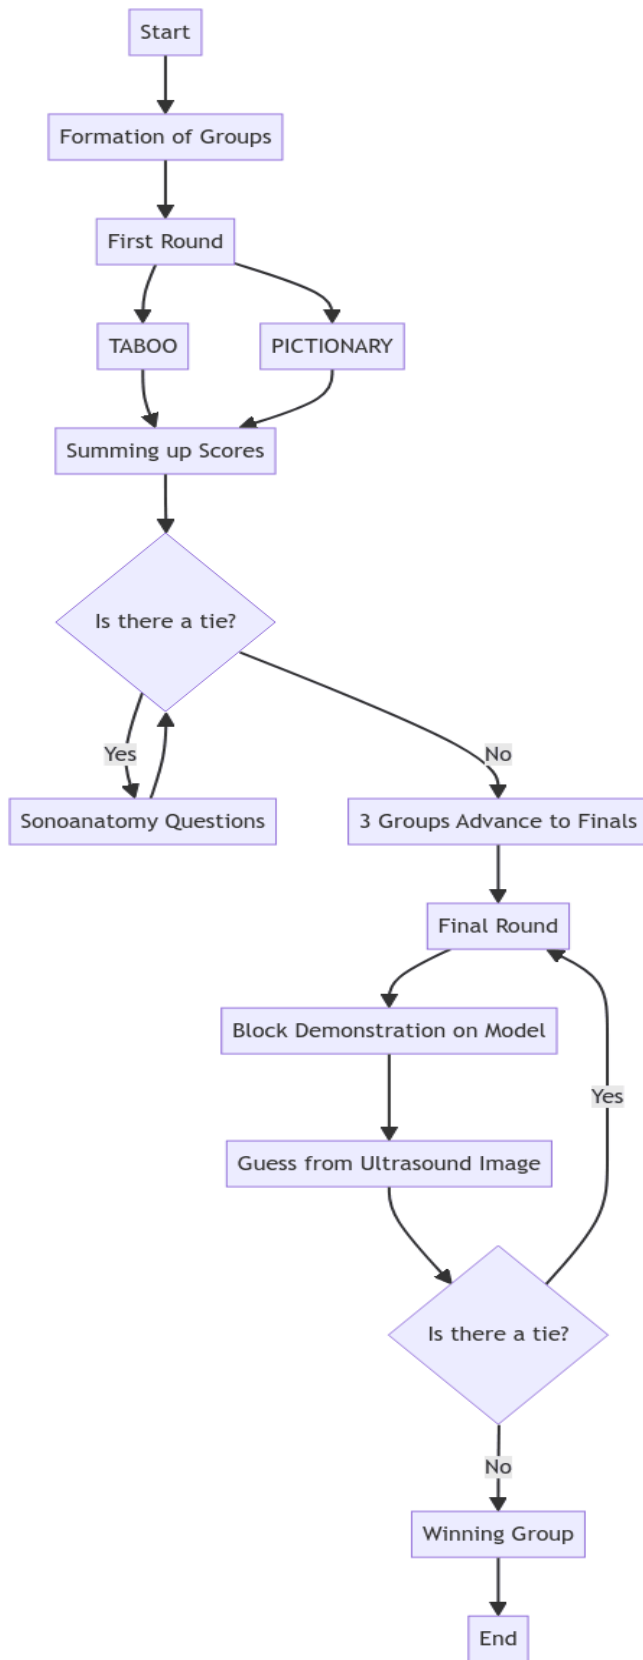 Start
Formation of Groups
First Round
TABOO
PICTIONARY
Summing up Scores
Is there a tie?
Yes
No
Sonoanatomy Questions
3 Groups Advance to Finals
Final Round
Block Demonstration on Model
Yes
Guess from Ultrasound Image
Is there a tie?
No
Winning Group
End